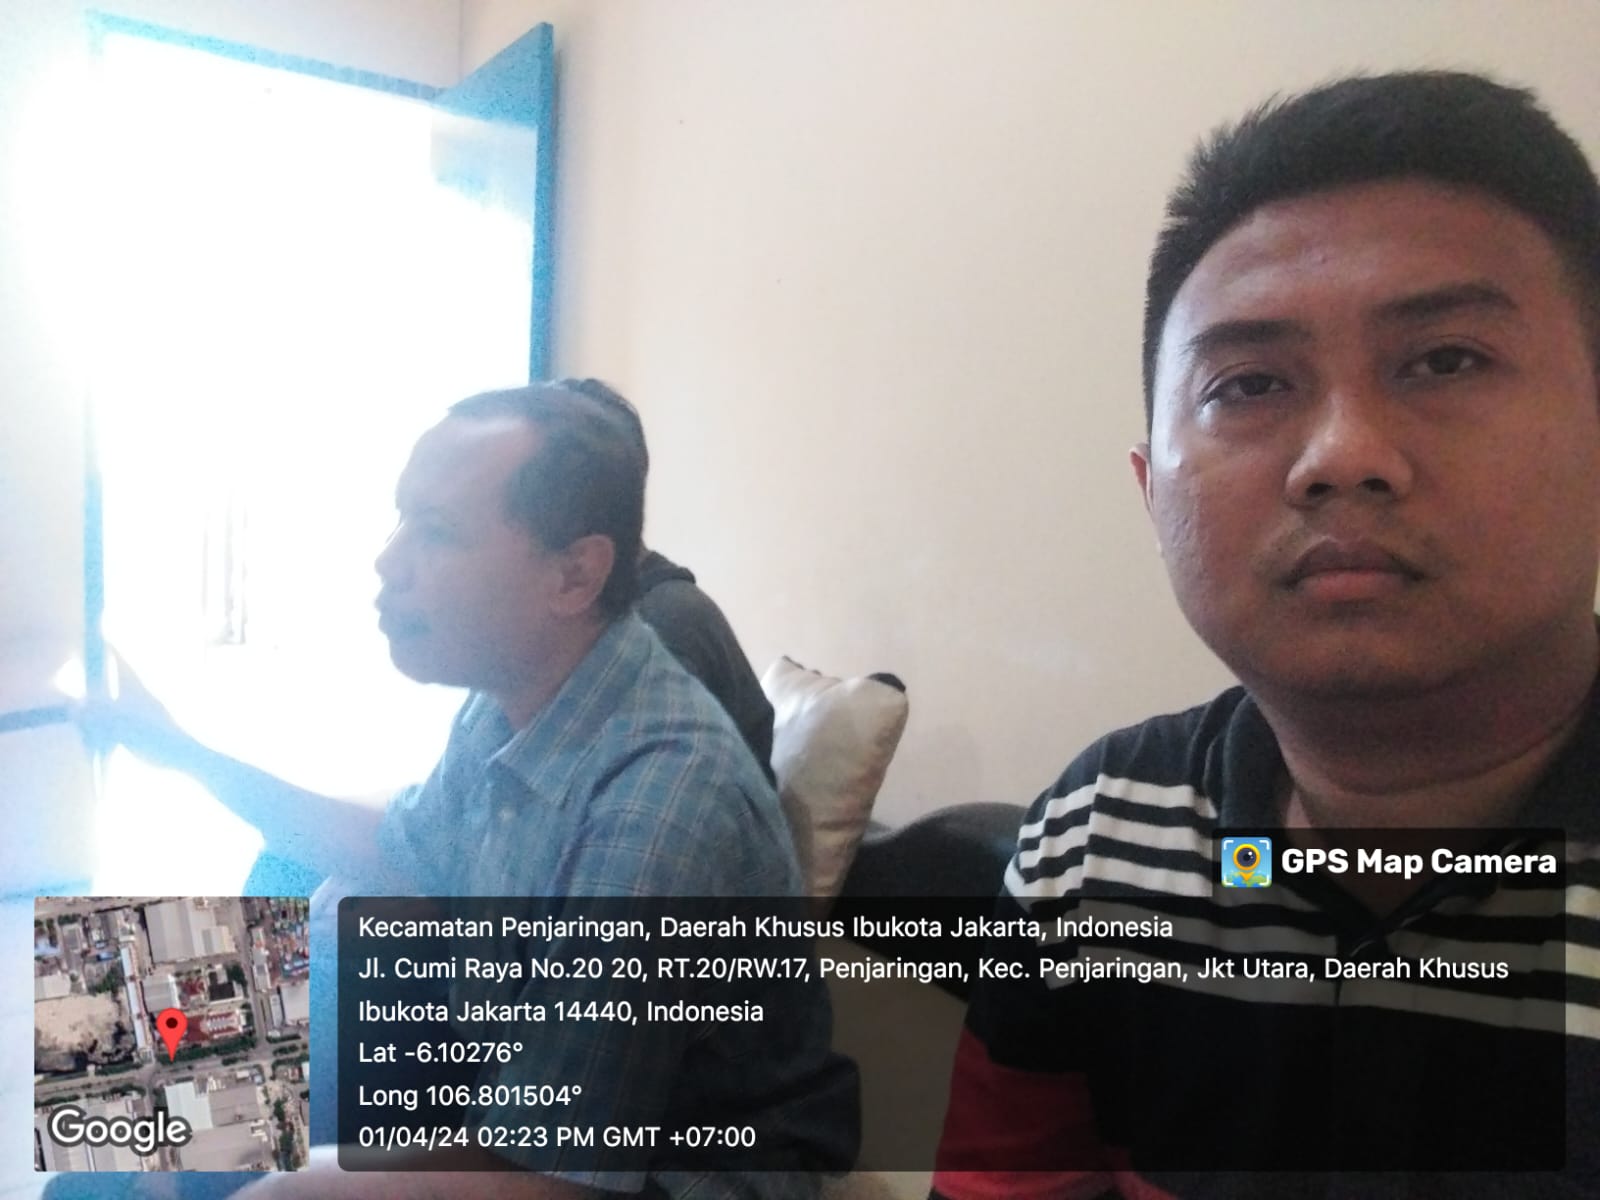 GPS Map Camera
Kecamatan Penjaringan, Daerah Khusus Ibukota Jakarta, Indonesia
Jl. Cumi Raya No.20 20, RT.20/RW.17, Penjaringan, Kec. Penjaringan, Jkt Utara, Daerah Khusus
Ibukota Jakarta 14440, Indonesia
Lat -6.10276°
Long 106.801504°
01/04/24 02:23 PM GMT +07:00
Google